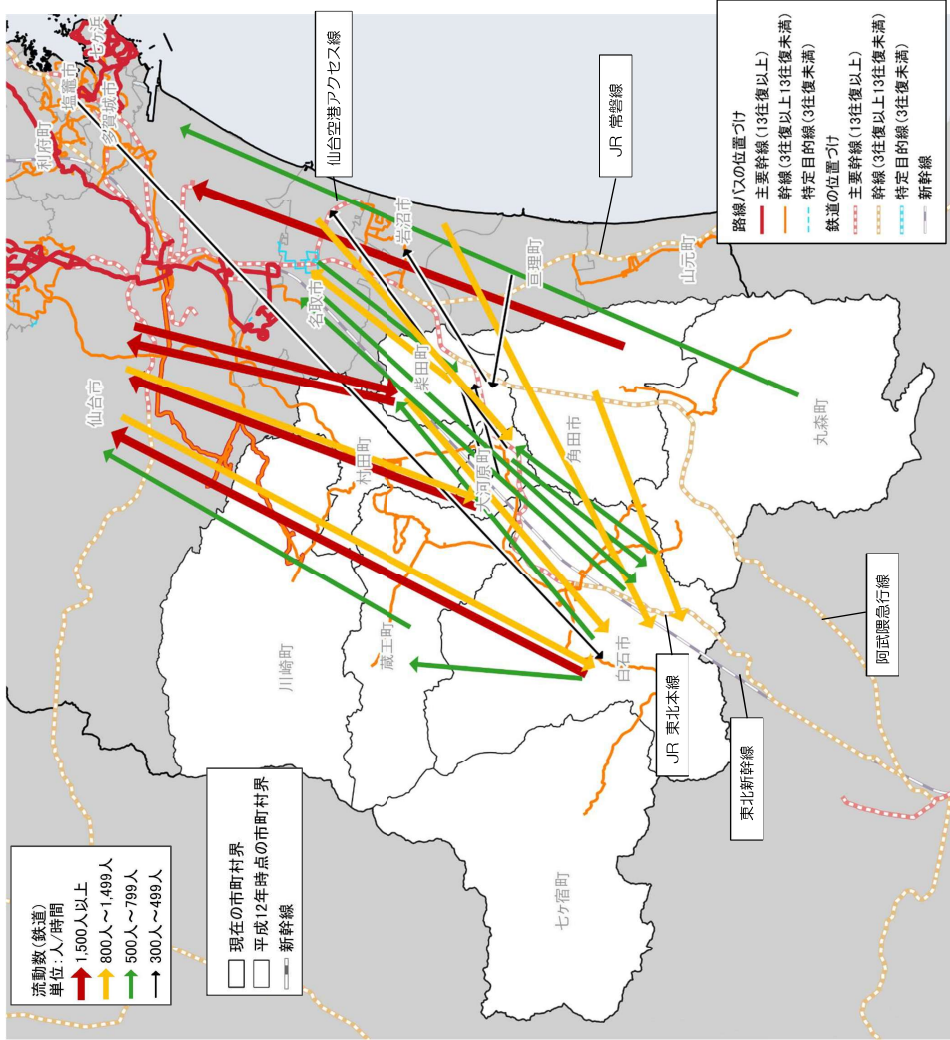 流動数(鉄道)
単位:人/時間
1,500人以上
800人～1,499人
500人～799人
300人～499人
現在の市町村界
平成12年時点の市町村界
新幹線
利府町
塩竈市
七ヶ浜
多賀城市
仙台市
名取市
仙台空港アクセス線
岩沼市
JR 常磐線
亘理町
山元町
川崎町
村田町
柴田町
蔵王町
大河原町
角田市
丸森町
白石市
七ヶ宿町
JR 東北本線
東北新幹線
阿武隈急行線
路線バスの位置づけ
主要幹線(13往復以上)
幹線(3往復以上13往復未満)
特定目的線(3往復未満)
鉄道の位置づけ
主要幹線(13往復以上)
幹線(3往復以上13往復未満)
特定目的線(3往復未満)
新幹線